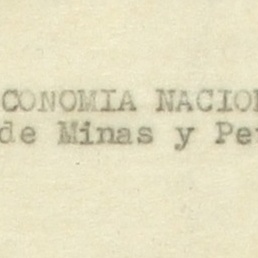 CONOMIA NACIO
de Minas y Pe